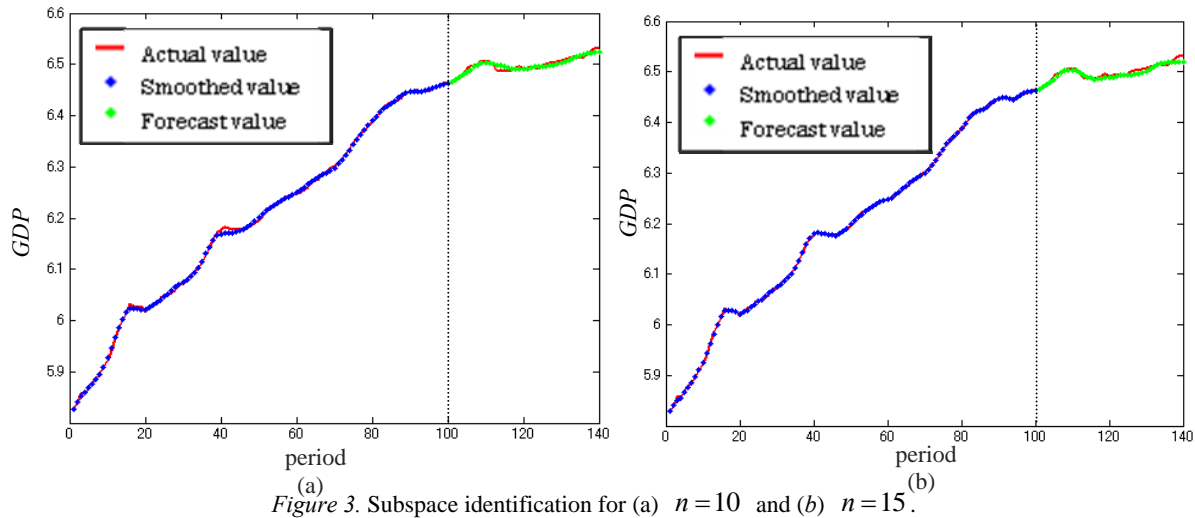 6.6
6.5
6.4
6.3
6.2
6.1
6
5.9
GDP
Actual value
Smoothed value
Forecast value
0 20 40 60 80 100 120 140
period
(a)
6.6
6.5
6.4
6.3
6.2
6.1
6
5.9
GDP
Actual value
Smoothed value
Forecast value
0 20 40 60 80 100 120 140
period
(b)
Figure 3. Subspace identification for (a) n = 10 and (b) n = 15.